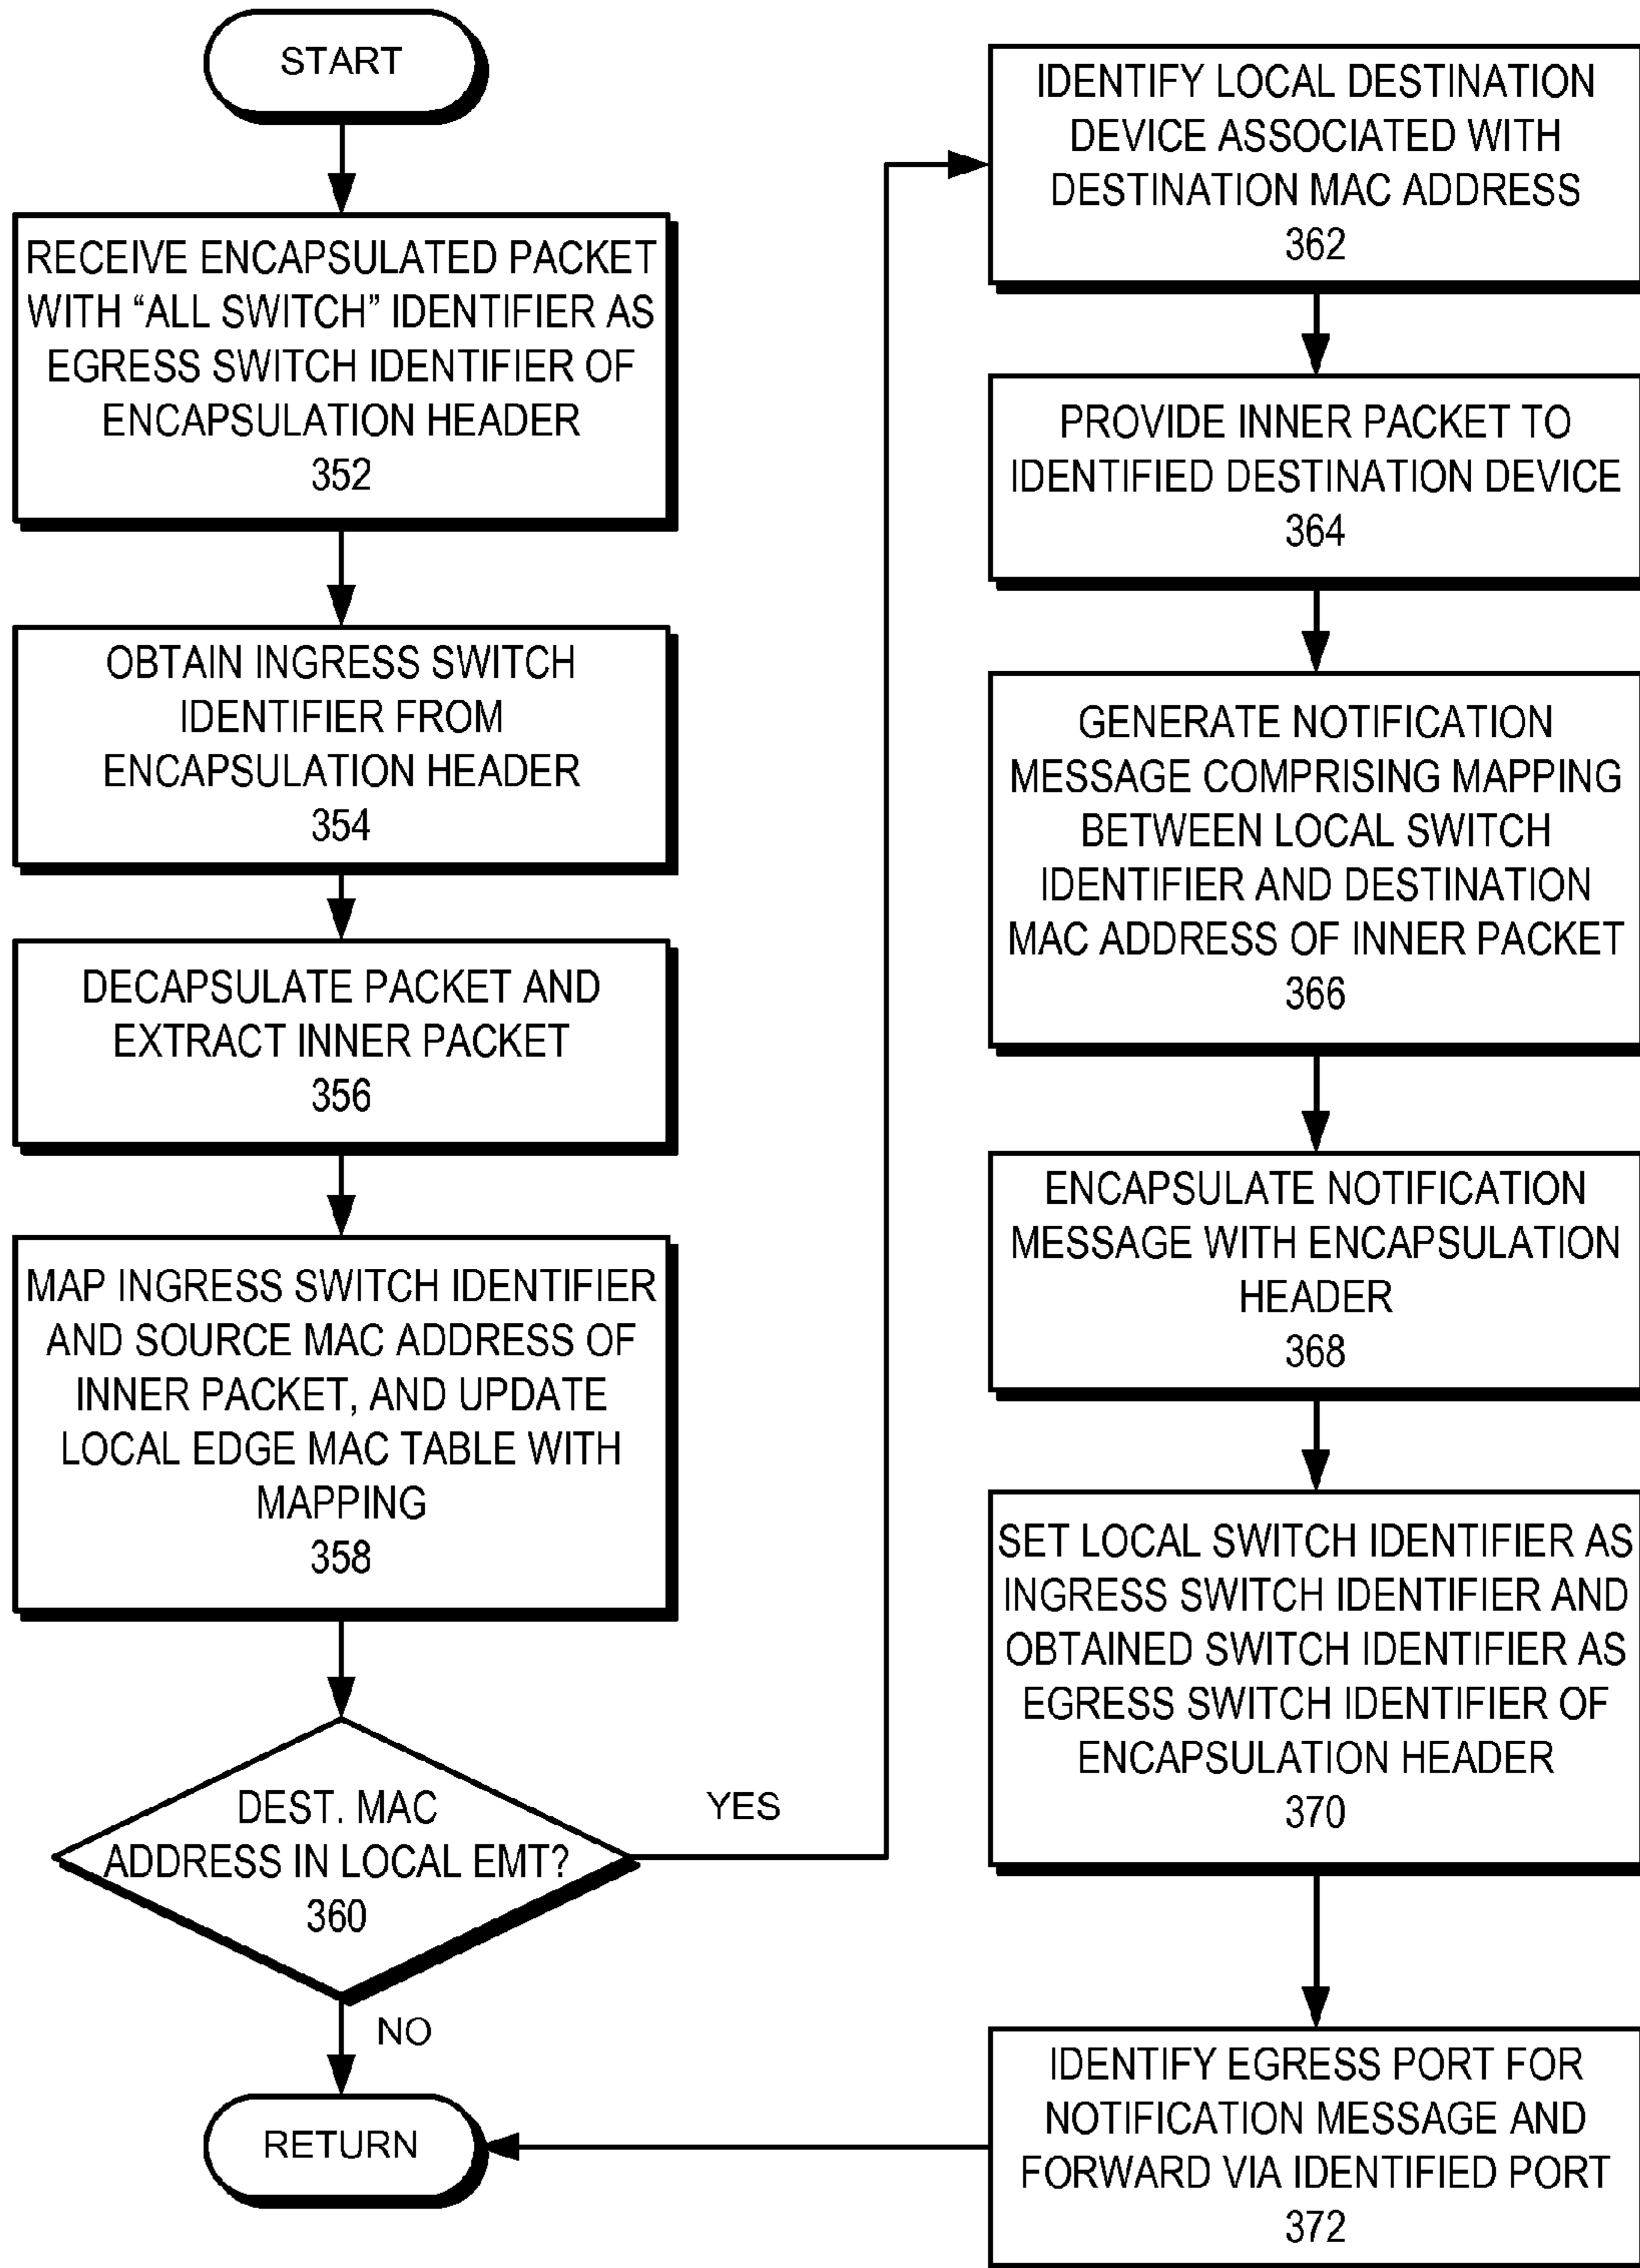 START
RECEIVE ENCAPSULATED PACKET
WITH “ALL SWITCH” IDENTIFIER AS
EGRESS SWITCH IDENTIFIER OF
ENCAPSULATION HEADER
352
OBTAIN INGRESS SWITCH
IDENTIFIER FROM
ENCAPSULATION HEADER
354
DECAPSULATE PACKET AND
EXTRACT INNER PACKET
356
MAP INGRESS SWITCH IDENTIFIER
AND SOURCE MAC ADDRESS OF
INNER PACKET, AND UPDATE
LOCAL EDGE MAC TABLE WITH
MAPPING
358
DEST. MAC
ADDRESS IN LOCAL EMT?
360
YES
NO
RETURN
IDENTIFY LOCAL DESTINATION
DEVICE ASSOCIATED WITH
DESTINATION MAC ADDRESS
362
PROVIDE INNER PACKET TO
IDENTIFIED DESTINATION DEVICE
364
GENERATE NOTIFICATION
MESSAGE COMPRISING MAPPING
BETWEEN LOCAL SWITCH
IDENTIFIER AND DESTINATION
MAC ADDRESS OF INNER PACKET
366
ENCAPSULATE NOTIFICATION
MESSAGE WITH ENCAPSULATION
HEADER
368
SET LOCAL SWITCH IDENTIFIER AS
INGRESS SWITCH IDENTIFIER AND
OBTAINED SWITCH IDENTIFIER AS
EGRESS SWITCH IDENTIFIER OF
ENCAPSULATION HEADER
370
IDENTIFY EGRESS PORT FOR
NOTIFICATION MESSAGE AND
FORWARD VIA IDENTIFIED PORT
372